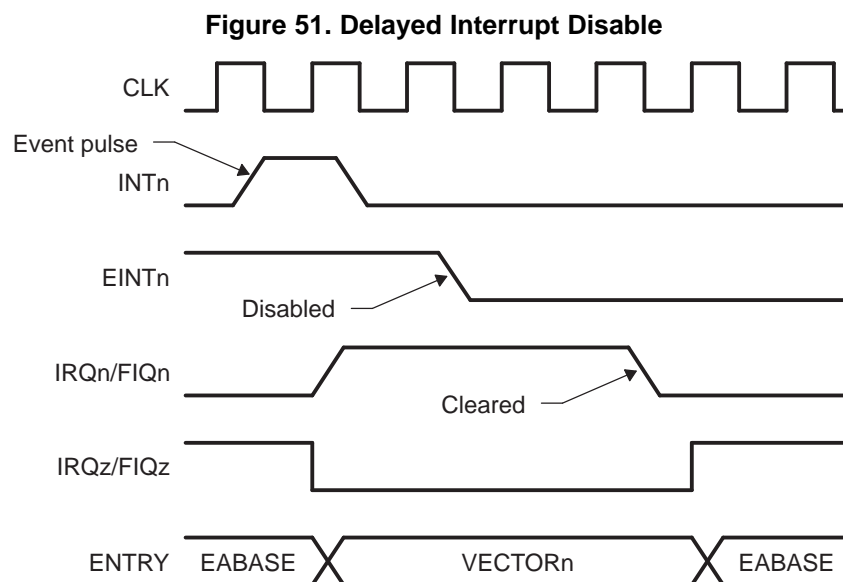 Figure 51. Delayed Interrupt Disable
CLK
Event pulse
INTn
EINTn
Disabled
IRQn/FIQn
Cleared
IRQz/FIQz
ENTRY EABASE VECTORn EABASE